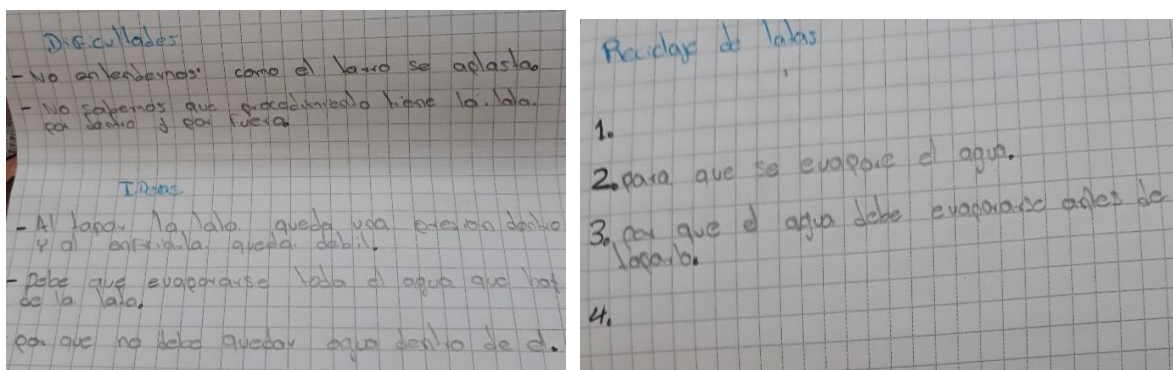 Dificultades
- No entendemos como el tarro se aplasta.
- No sabemos que procedimiento tiene la lata.
por dentro y por fuera
Ideas
- Al tapar la lata queda una presion dentro
y al enfriarla queda debil.
- Debe que evaporarse toda el agua que hay
de la lata.
por que no debe quedar agua dentro de el.
Reciclaje de latas
1.
2. para que se evapore el agua.
3. por que el agua debe evaporarse antes de
taparlo.
4.